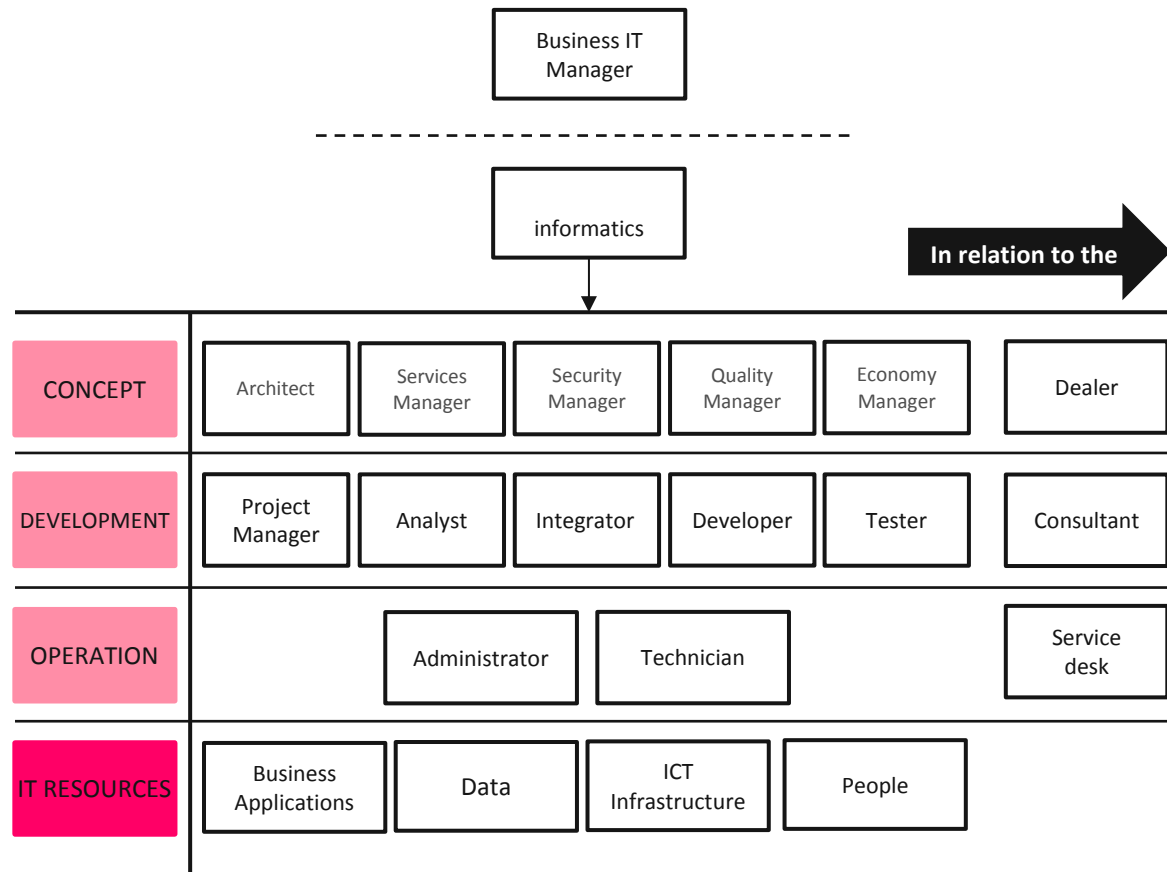 Business IT
Manager
informatics
In relation to the
CONCEPT
Architect
Services
Manager
Security
Manager
Quality
Manager
Economy
Manager
Dealer
DEVELOPMENT
Project
Manager
Analyst
Integrator
Developer
Tester
Consultant
OPERATION
Administrator
Technician
Service
desk
IT RESOURCES
Business
Applications
Data
ICT
Infrastructure
People